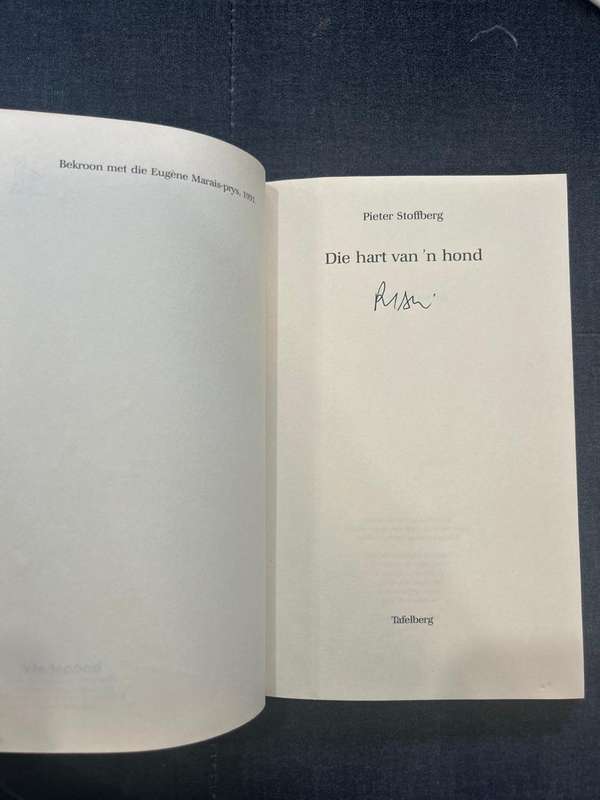 Bekroon met die Eugène Marais-prys, 1991
Pieter Stoffberg
Die hart van 'n hond
Tafelberg